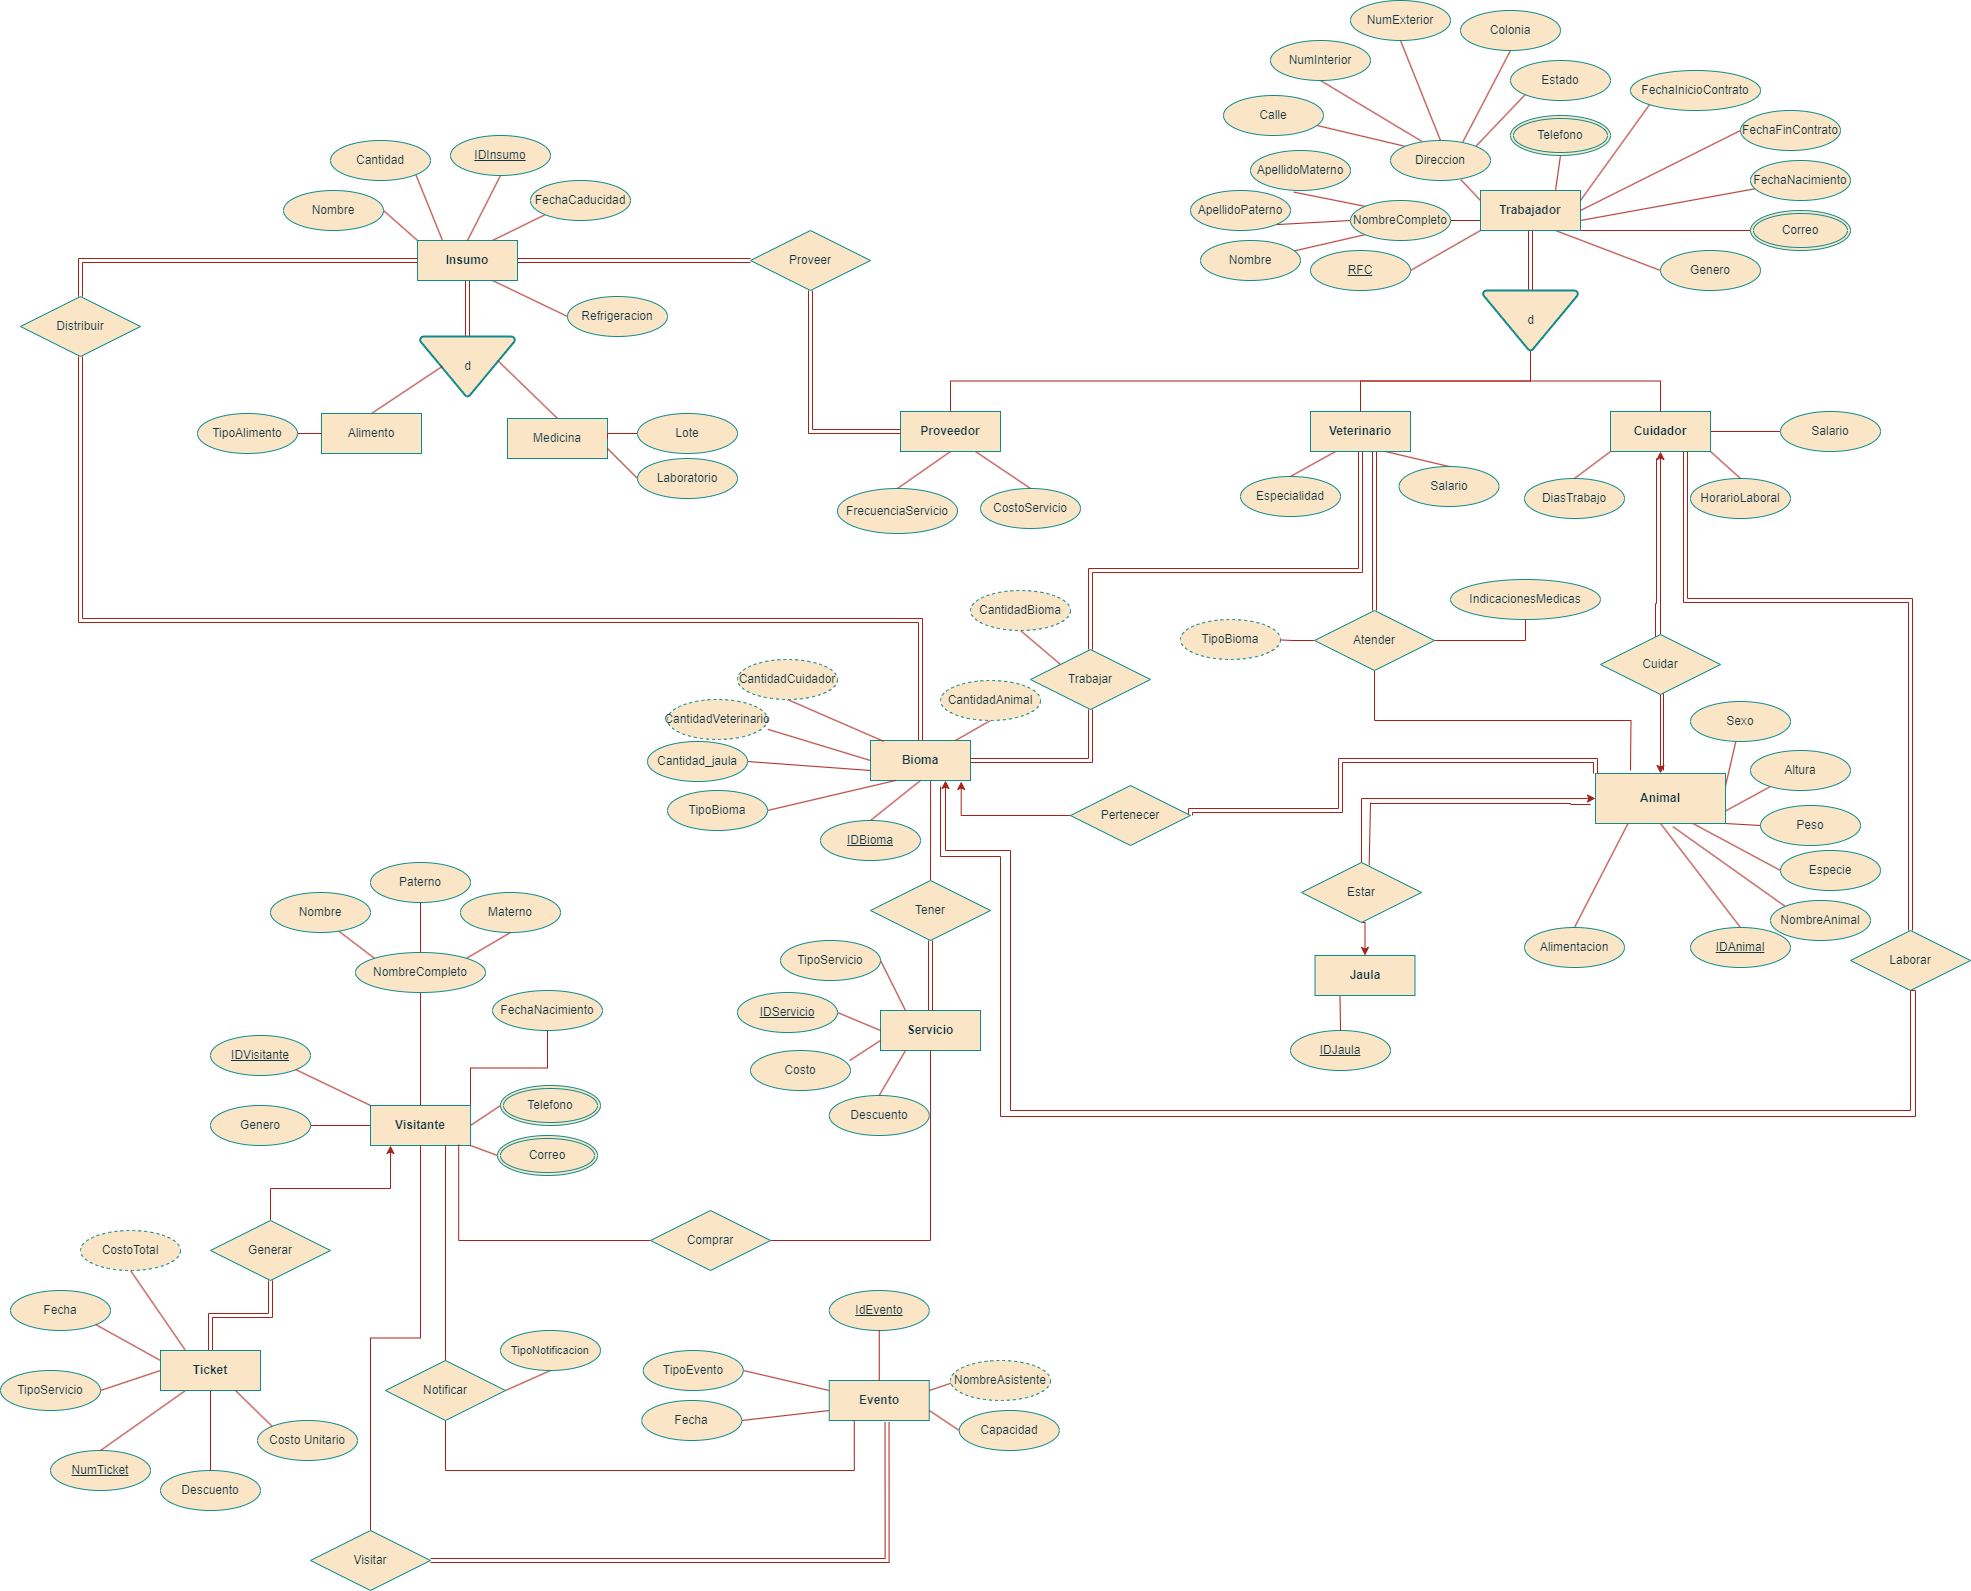 NumExterior
Colonia
NumInterior
Estado
FechaInicioContrato
Calle
Telefono
FechaFinContrato
Direccion
ApellidoMaterno
FechaNacimiento
ApellidoPaterno
NombreCompleto
Trabajador
Correo
Nombre
RFC
Genero
d
Cantidad
IDInsumo
Nombre
FechaCaducidad
Insumo
Proveer
Distribuir
Refrigeracion
d
TipoAlimento
Alimento
Medicina
Lote
Laboratorio
Proveedor
FrecuenciaServicio
CostoServicio
Veterinario
Especialidad
Salario
Cuidador
Salario
DiasTrabajo
HorarioLaboral
CantidadBioma
Trabajar
TipoBioma
Atender
IndicacionesMedicas
Cuidar
CantidadCuidador
CantidadAnimal
CantidadVeterinario
Cantidad_jaula
Bioma
TipoBioma
IDBioma
Pertenecer
Sexo
Altura
Animal
Peso
Especie
NombreAnimal
Alimentacion
IDAnimal
Estar
Jaula
IDJaula
Laborar
Tener
TipoServicio
IDServicio
Servicio
Costo
Descuento
Paterno
Nombre
Materno
NombreCompleto
FechaNacimiento
IDVisitante
Telefono
Genero
Visitante
Correo
Comprar
CostoTotal
Generar
Fecha
Ticket
TipoServicio
Costo Unitario
NumTicket
Descuento
TipoNotificacion
Notificar
IdEvento
TipoEvento
NombreAsistente
Evento
Fecha
Capacidad
Visitar